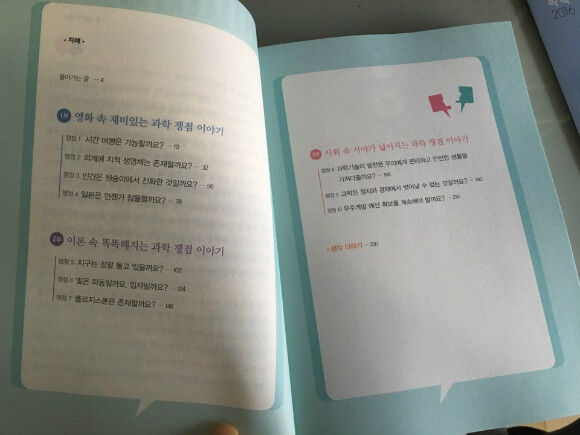 • 차례 •
들어가는 글 … 4
1부 영화 속 재미있는 과학 쟁점 이야기
쟁점 1 시간 여행은 가능할까요? … 10
쟁점 2 외계에 지적 생명체는 존재할까요? … 32
쟁점 3 인간은 원숭이에서 진화한 것일까요? … 56
쟁점 4 일본은 언젠가 침몰할까요? … 78
2부 이론 속 똑똑해지는 과학 쟁점 이야기
쟁점 5 지구는 정말 돌고 있을까요? … 102
쟁점 6 빛은 파동일까요, 입자일까요? … 124
쟁점 7 플로지스톤은 존재할까요? … 146
3부 사회 속 시야가 넓어지는 과학 쟁점 이야기
쟁점 8 과학기술의 발전은 우리에게 편리하고 안전한 생활을
가져다줄까요? …
쟁점 9 과학은 정치와 경제에서 벗어날 수 없는 것일까요? … 190
쟁점 10 우주개발 예산 확보를 계속해야 할까요? … 210
• 생각 더하기 … 230
2016